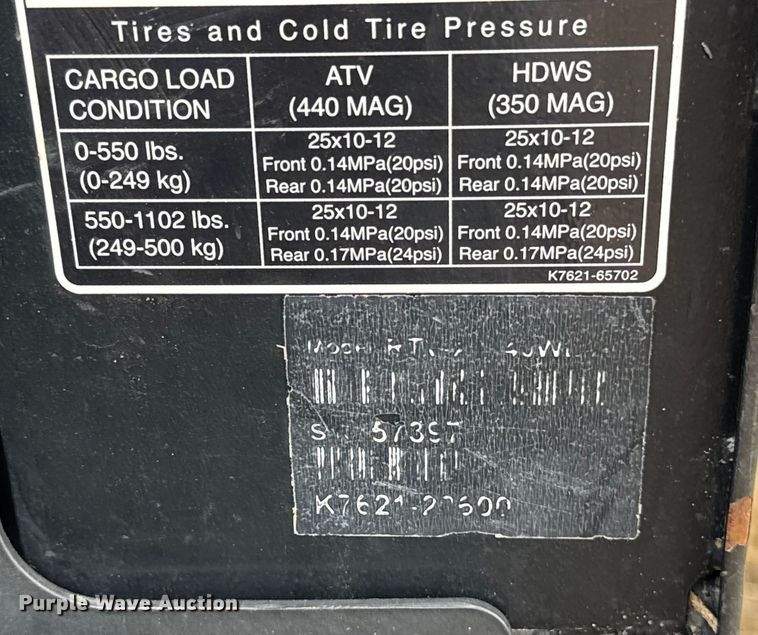 Tires and Cold Tire Pressure
CARGO LOAD CONDITION
ATV (440 MAG)
HDWS (350 MAG)
0-550 lbs. (0-249 kg)
25x10-12
Front 0.14MPa(20psi)
Rear 0.14MPa(20psi)
25x10-12
Front 0.14MPa(20psi)
Rear 0.14MPa(20psi)
550-1102 lbs. (249-500 kg)
25x10-12
Front 0.14MPa(20psi)
Rear 0.17MPa(24psi)
25x10-12
Front 0.14MPa(20psi)
Rear 0.17MPa(24psi)
K7621-65702
57397
Purple Wave Auction